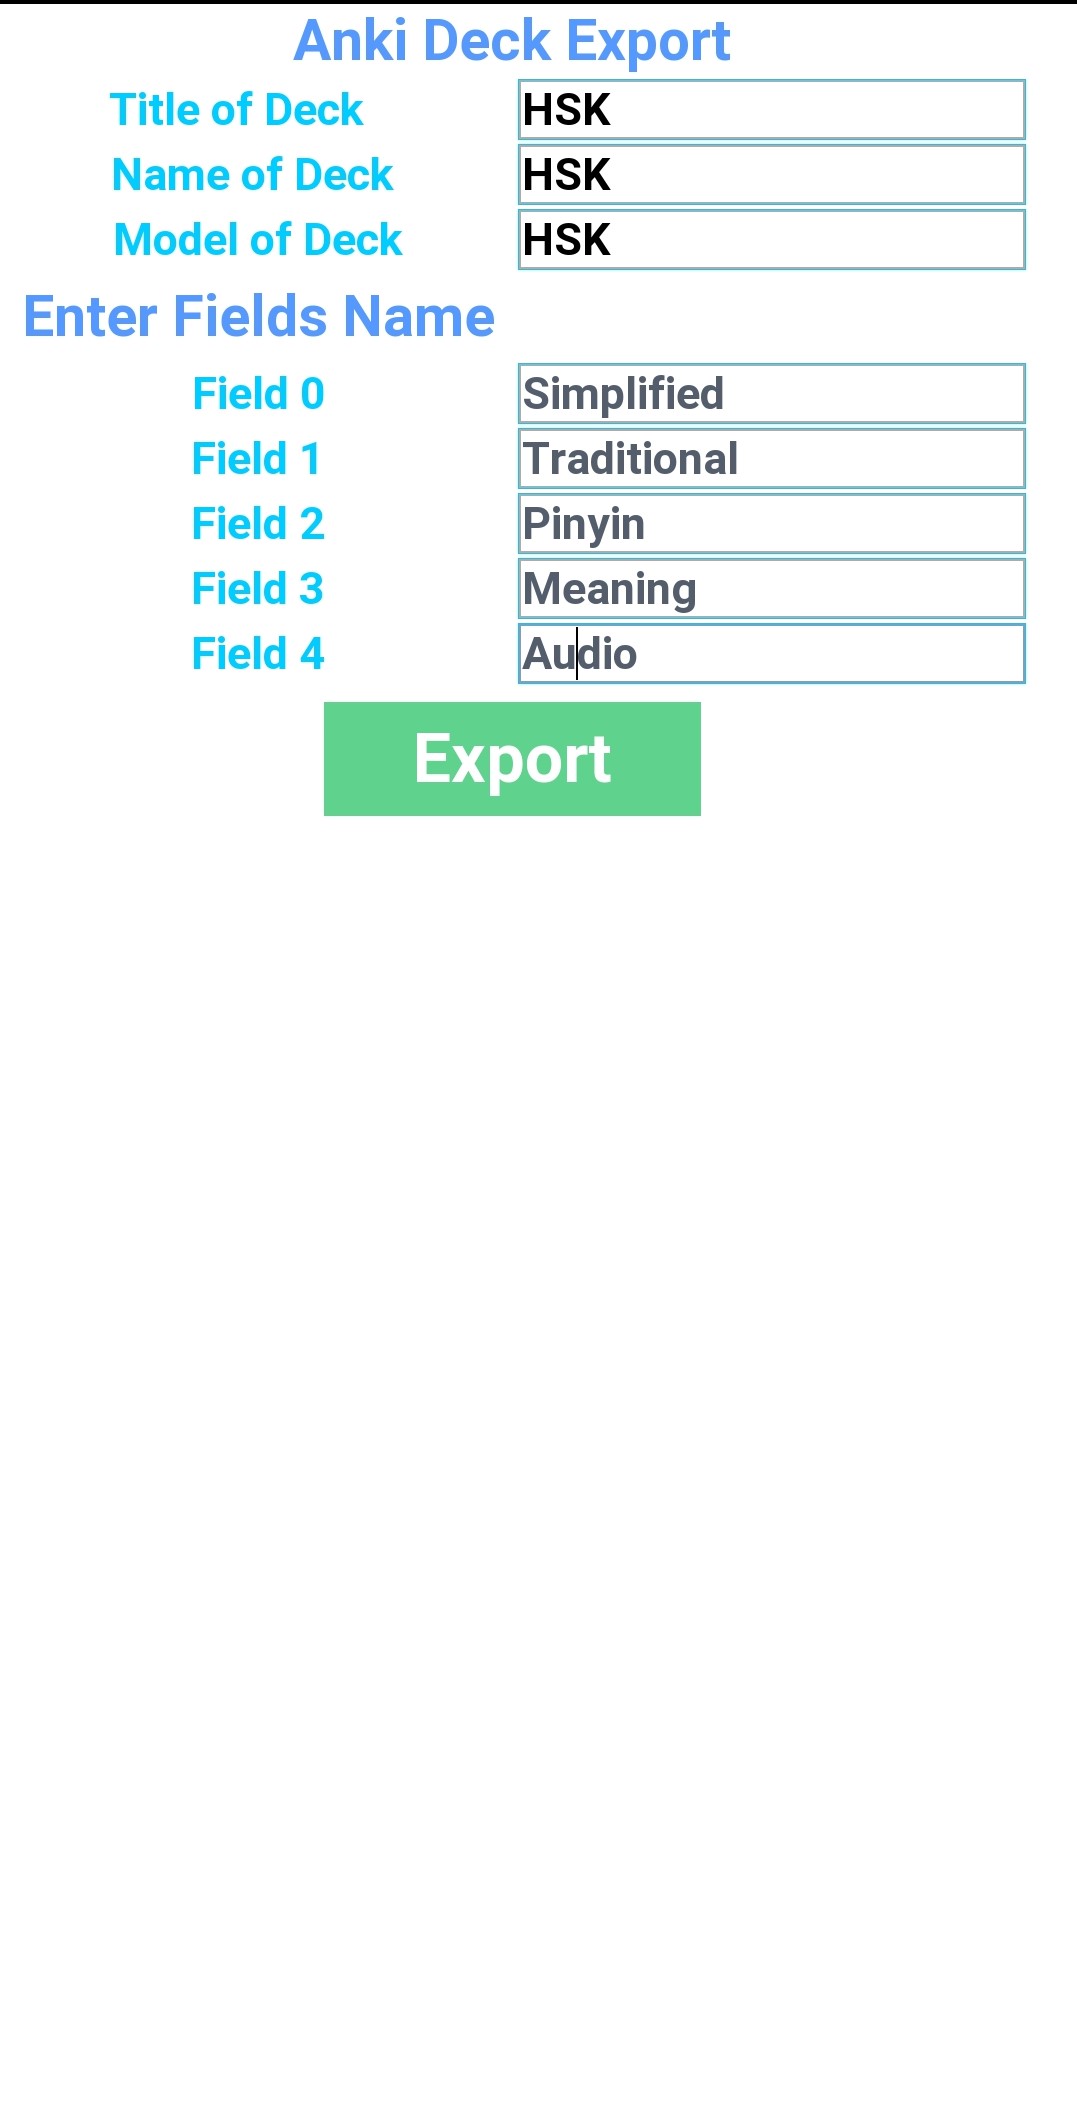 Anki Deck Export
Title of Deck HSK
Name of Deck HSK
Model of Deck HSK
Enter Fields Name
Field 0 Simplified
Field 1 Traditional
Field 2 Pinyin
Field 3 Meaning
Field 4 Audio
Export